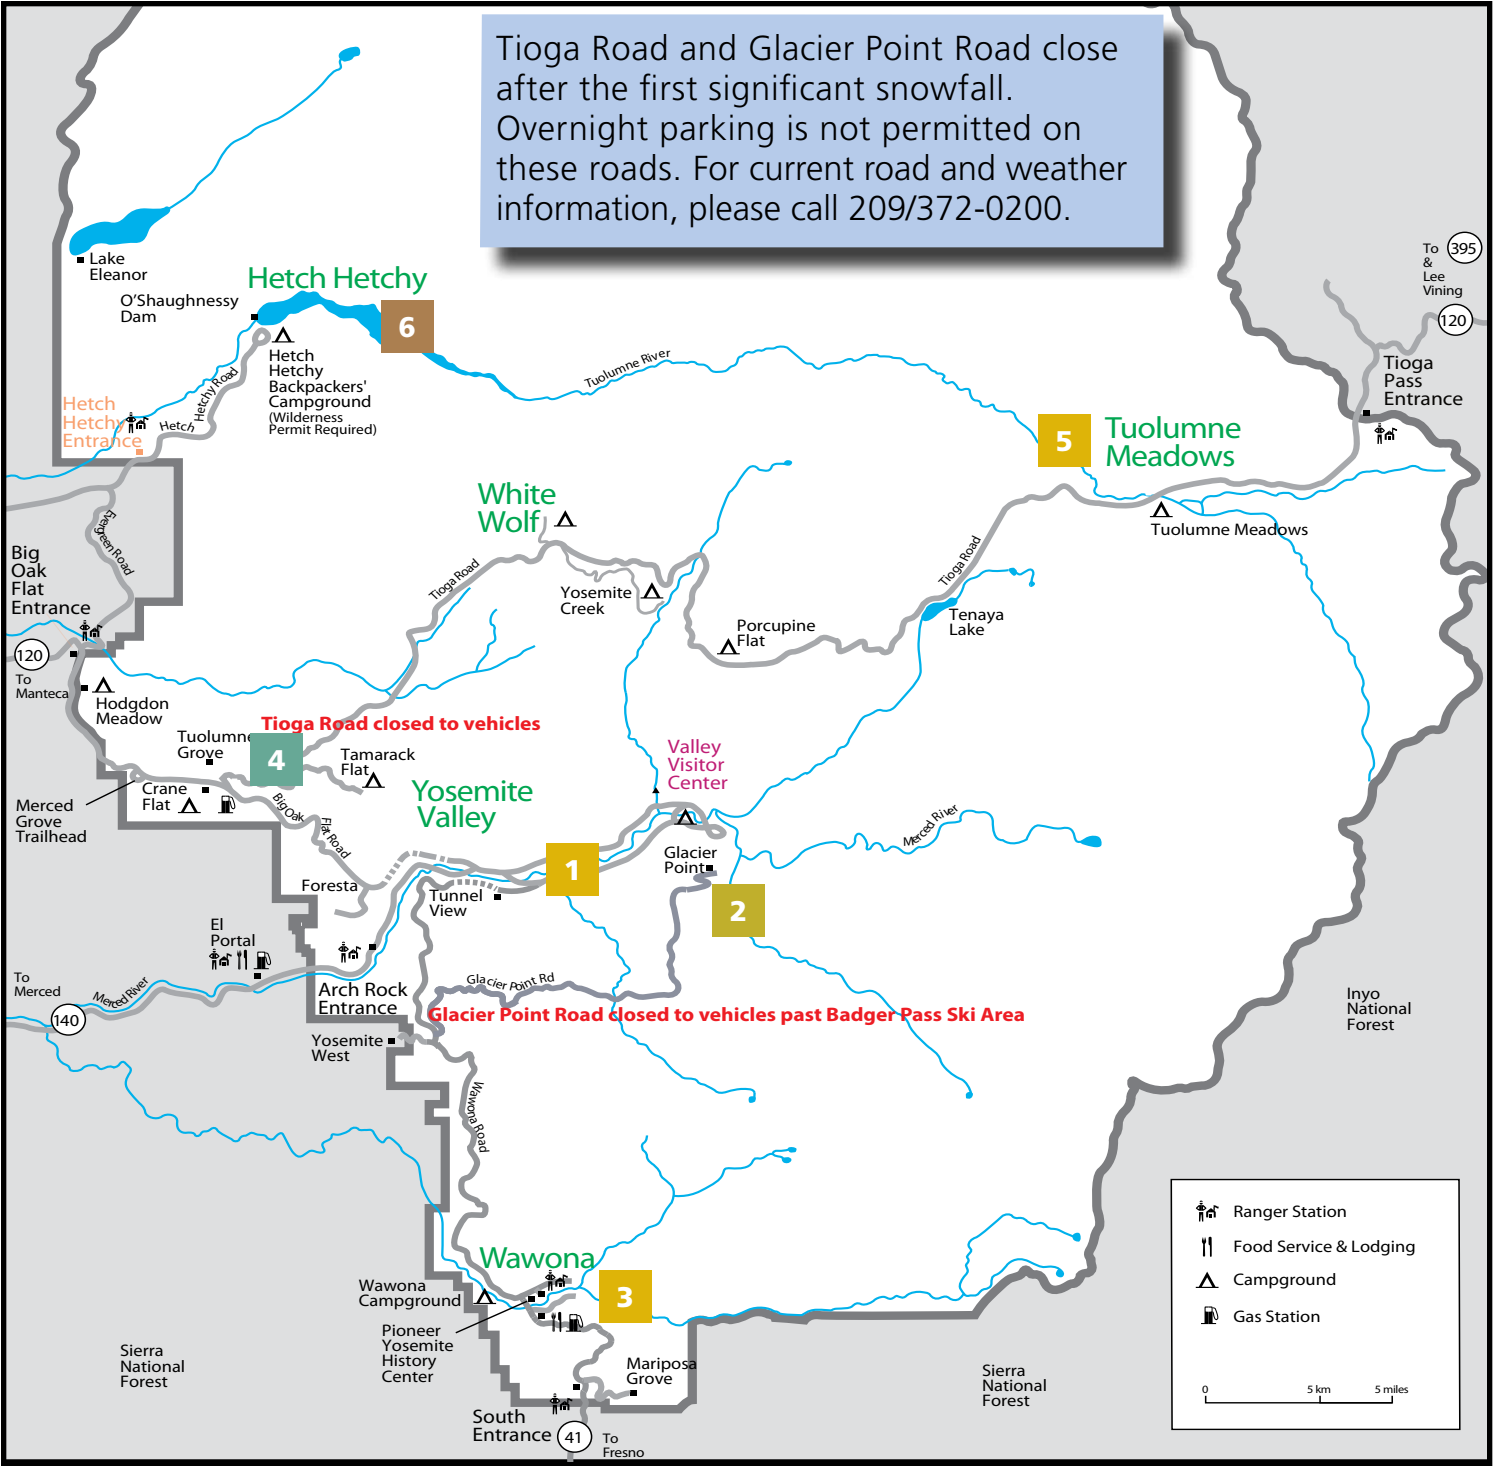 Tioga Road and Glacier Point Road close
after the first significant snowfall.
Overnight parking is not permitted on
these roads. For current road and weather
information, please call 209/372-0200.
Lake
Eleanor
O'Shaughnessy
Dam
Hetch Hetchy
6
Hetch
Hetchy
Backpackers'
Campground
(Wilderness
Permit Required)
Hetch
Hetchy
Entrance
Hetch
Hetchy Road
Tuolumne River
To
&
Lee
Vining
395
120
Tioga
Pass
Entrance
5
Tuolumne
Meadows
Tuolumne Meadows
White
Wolf
Tioga Road
Yosemite
Creek
Porcupine
Flat
Tioga Road
Tenaya
Lake
Evergreen Road
Big
Oak
Flat
Entrance
120
To
Manteca
Hodgdon
Meadow
Tioga Road closed to vehicles
Tuolumne
Grove
4
Tamarack
Flat
Crane
Flat
Merced
Grove
Trailhead
Big Oak
Flat Road
Yosemite
Valley
Valley
Visitor
Center
Merced River
Glacier
Point
1
2
Foresta
Tunnel
View
El
Portal
To
Merced
140
Merced River
Arch Rock
Entrance
Glacier Point Rd
Glacier Point Road closed to vehicles past Badger Pass Ski Area
Yosemite
West
Wawona Road
Inyo
National
Forest
Wawona
3
Wawona
Campground
Pioneer
Yosemite
History
Center
Mariposa
Grove
South
Entrance
41
To
Fresno
Sierra
National
Forest
Sierra
National
Forest
Ranger Station
Food Service & Lodging
Campground
Gas Station
0
5 km
5 miles